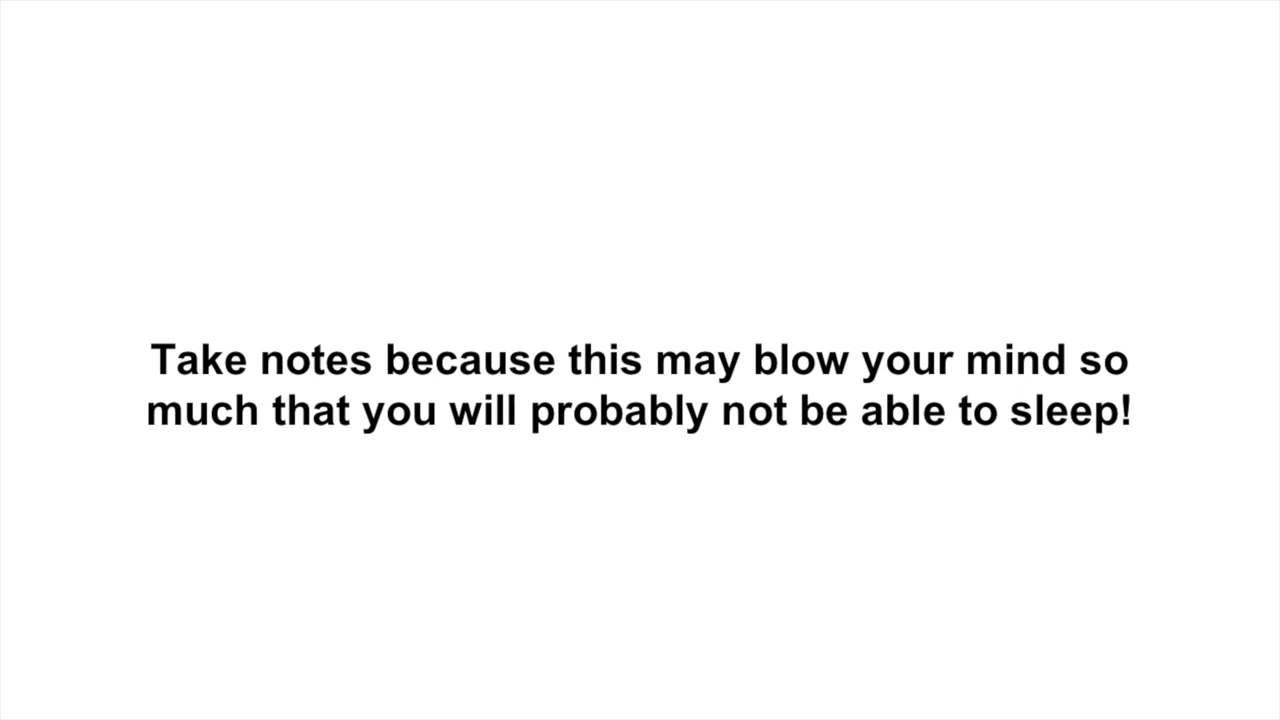 Take notes because this may blow your mind so
much that you will probably not be able to sleep!